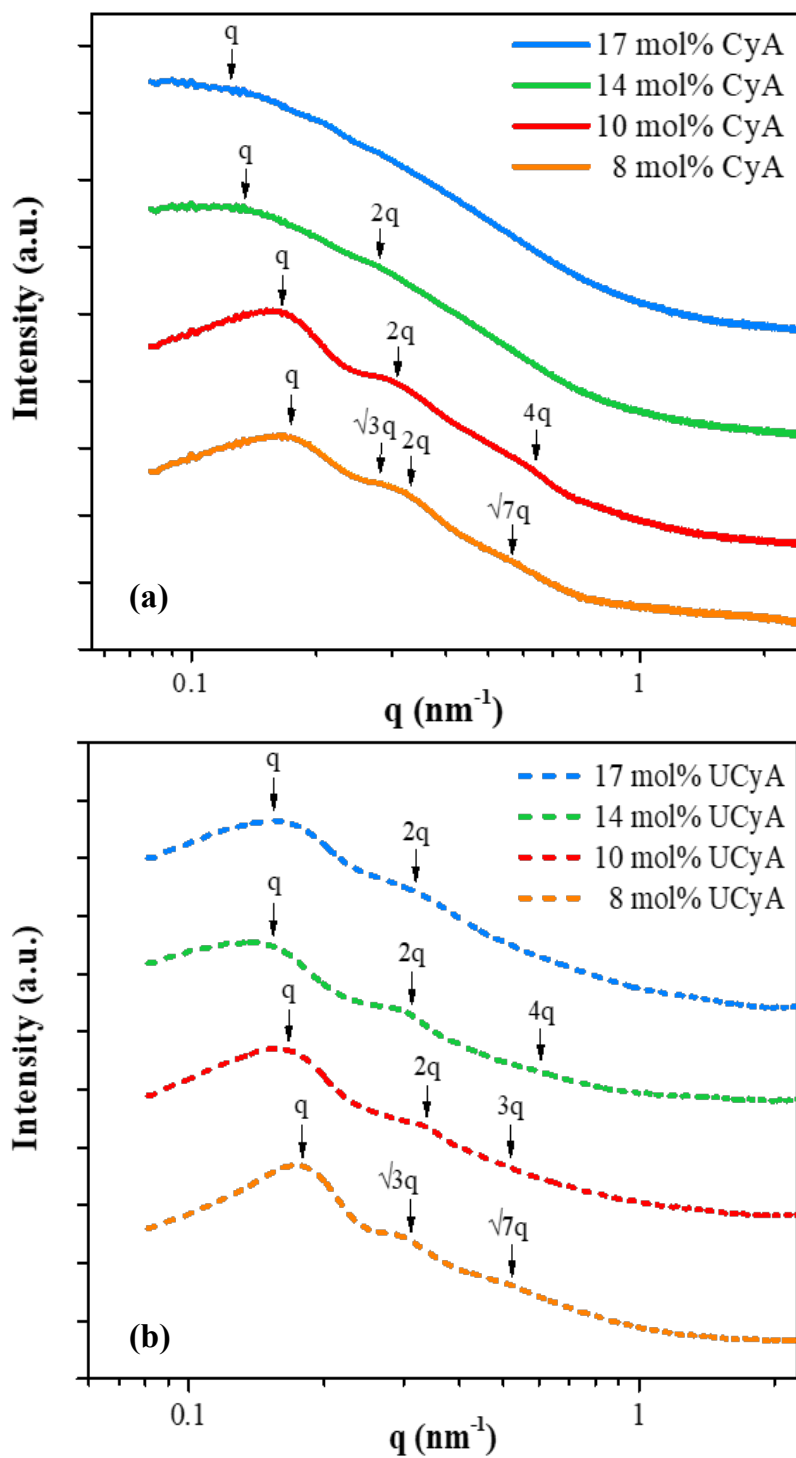 q
17 mol% CyA
14 mol% CyA
10 mol% CyA
8 mol% CyA
q
2q
q
2q
q
4q
√3q
2q
√7q
(a)
Intensity (a.u.)
0.1
1
q (nm⁻¹)
q
17 mol% UCyA
14 mol% UCyA
10 mol% UCyA
8 mol% UCyA
2q
q
2q
q
4q
2q
3q
q
√3q
√7q
(b)
Intensity (a.u.)
0.1
1
q (nm⁻¹)